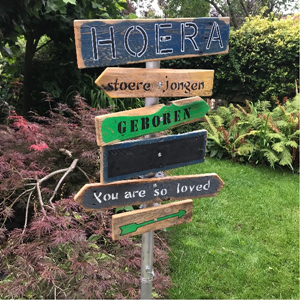 HOERA
stoere jongen
GEBOREN
You are so loved